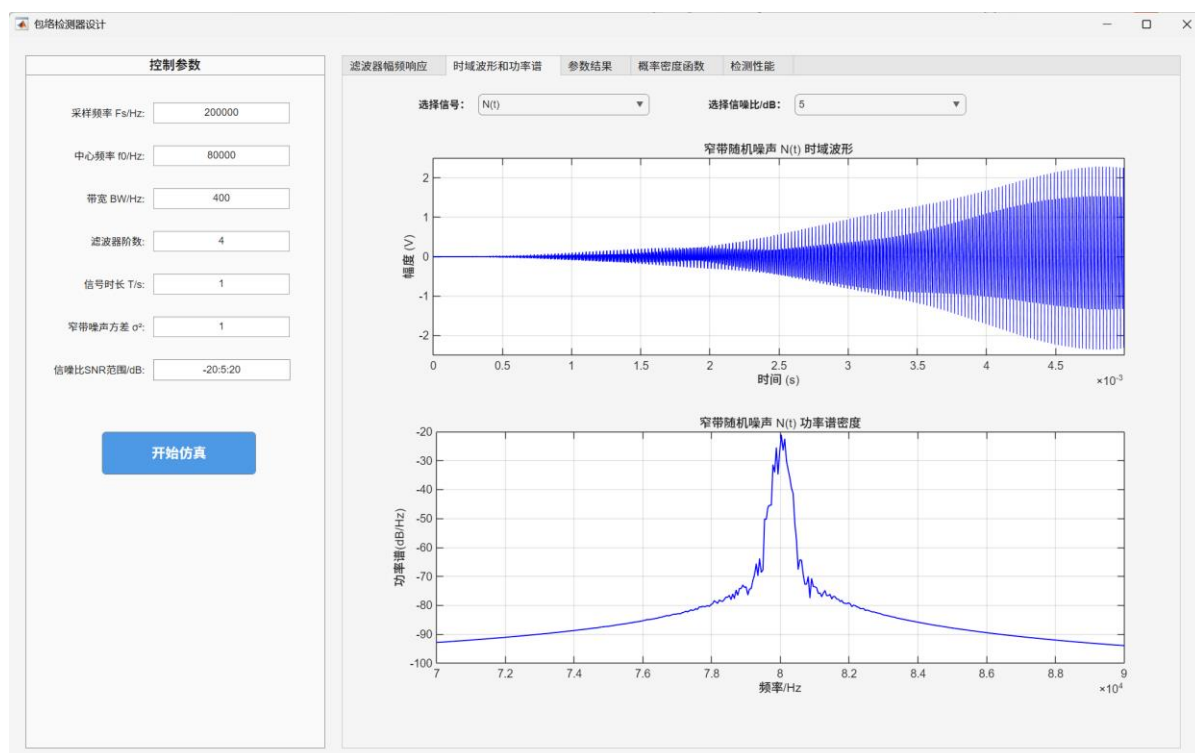 包络检测器设计
控制参数
采样频率 Fs/Hz: 200000
中心频率 f0/Hz: 80000
带宽 BW/Hz: 400
滤波器阶数: 4
信号时长 T/s: 1
窄带噪声方差 σ²: 1
信噪比SNR范围/dB: -20:5:20
开始仿真
滤波器幅频响应 时域波形和功率谱 参数结果 概率密度函数 检测性能
选择信号: N(t) 选择信噪比/dB: 5
窄带随机噪声 N(t) 时域波形
幅度 (V)
2
1
0
-1
-2
0 0.5 1 1.5 2 2.5 3 3.5 4 4.5
时间 (s)
×10⁻³
窄带随机噪声 N(t) 功率谱密度
功率谱(dB/Hz)
-20
-30
-40
-50
-60
-70
-80
-90
-100
7 7.2 7.4 7.6 7.8 8 8.2 8.4 8.6 8.8 9
频率/Hz
×10⁴